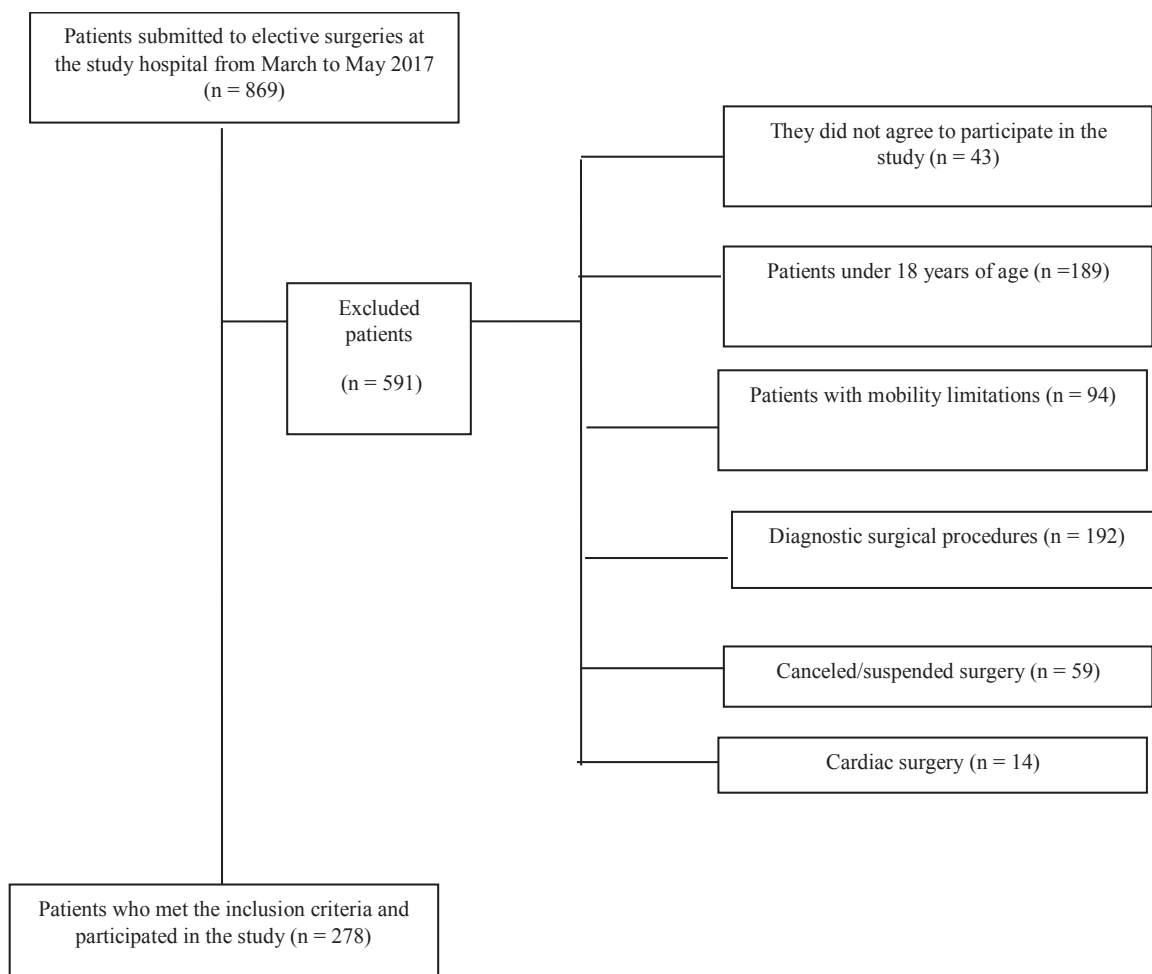 Patients submitted to elective surgeries at
the study hospital from March to May 2017
(n = 869)
They did not agree to participate in the
study (n = 43)
Patients under 18 years of age (n =189)
Excluded
patients
(n = 591)
Patients with mobility limitations (n = 94)
Diagnostic surgical procedures (n = 192)
Canceled/suspended surgery (n = 59)
Cardiac surgery (n = 14)
Patients who met the inclusion criteria and
participated in the study (n = 278)